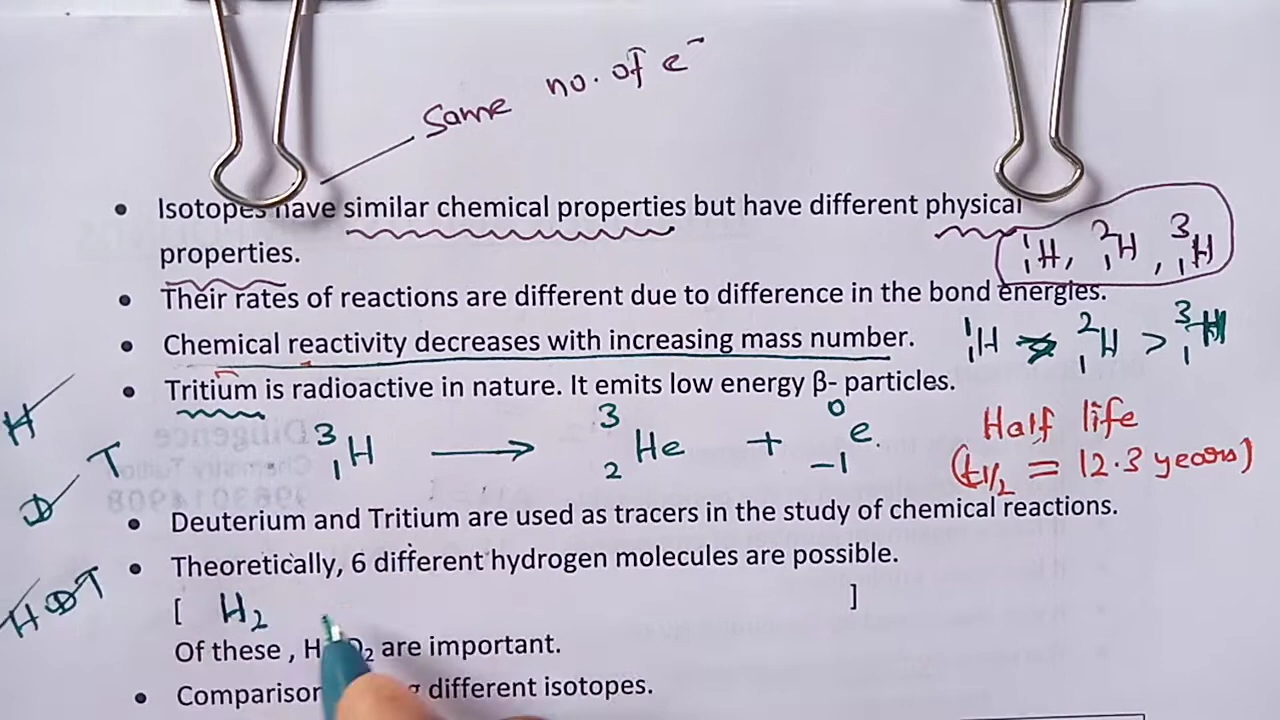 Same no. of e⁻
Isotopes have similar chemical properties but have different physical
properties.
¹₁H, ²₁H, ³₁H
Their rates of reactions are different due to difference in the bond energies.
Chemical reactivity decreases with increasing mass number.
¹₁H > ²₁H > ³₁H
Tritium is radioactive in nature. It emits low energy β- particles.
H
D T
³₁H → ³₂He + ⁰₋₁e.
Half life
(t1/2 = 12.3 years)
Deuterium and Tritium are used as tracers in the study of chemical reactions.
Theoretically, 6 different hydrogen molecules are possible.
H D T
[ H₂ ]
Of these , H D₂ are important.
Comparison different isotopes.